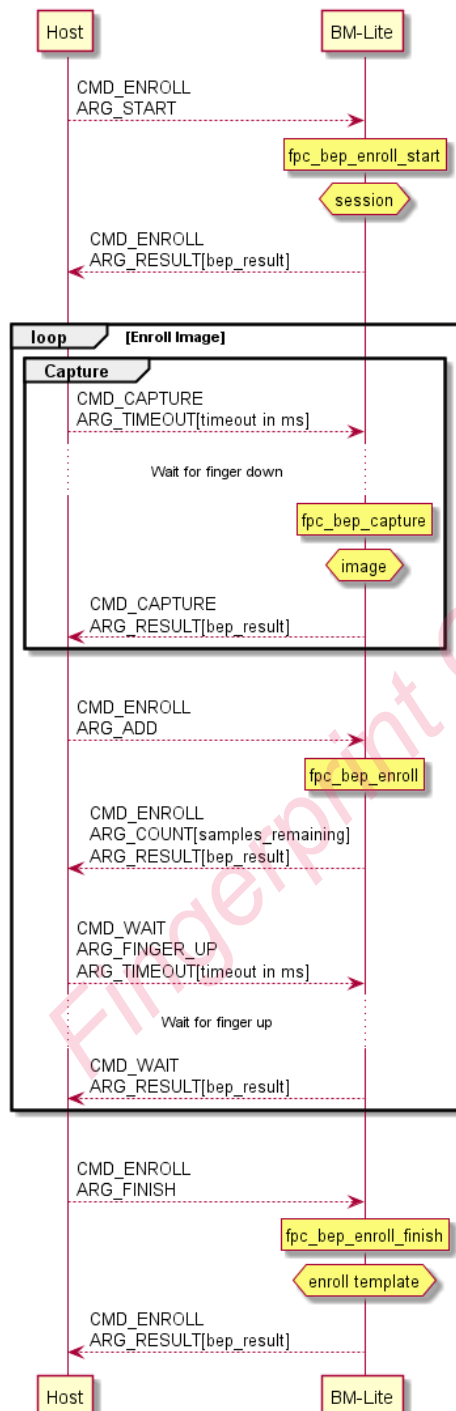 Host
BM-Lite
CMD_ENROLL
ARG_START
fpc_bep_enroll_start
session
CMD_ENROLL
ARG_RESULT[bep_result]
loop
[Enroll Image]
Capture
CMD_CAPTURE
ARG_TIMEOUT[timeout in ms]
Wait for finger down
fpc_bep_capture
image
CMD_CAPTURE
ARG_RESULT[bep_result]
CMD_ENROLL
ARG_ADD
fpc_bep_enroll
CMD_ENROLL
ARG_COUNT[samples_remaining]
ARG_RESULT[bep_result]
CMD_WAIT
ARG_FINGER_UP
ARG_TIMEOUT[timeout in ms]
Wait for finger up
CMD_WAIT
ARG_RESULT[bep_result]
CMD_ENROLL
ARG_FINISH
fpc_bep_enroll_finish
enroll template
CMD_ENROLL
ARG_RESULT[bep_result]
Host
BM-Lite
Fingerprint